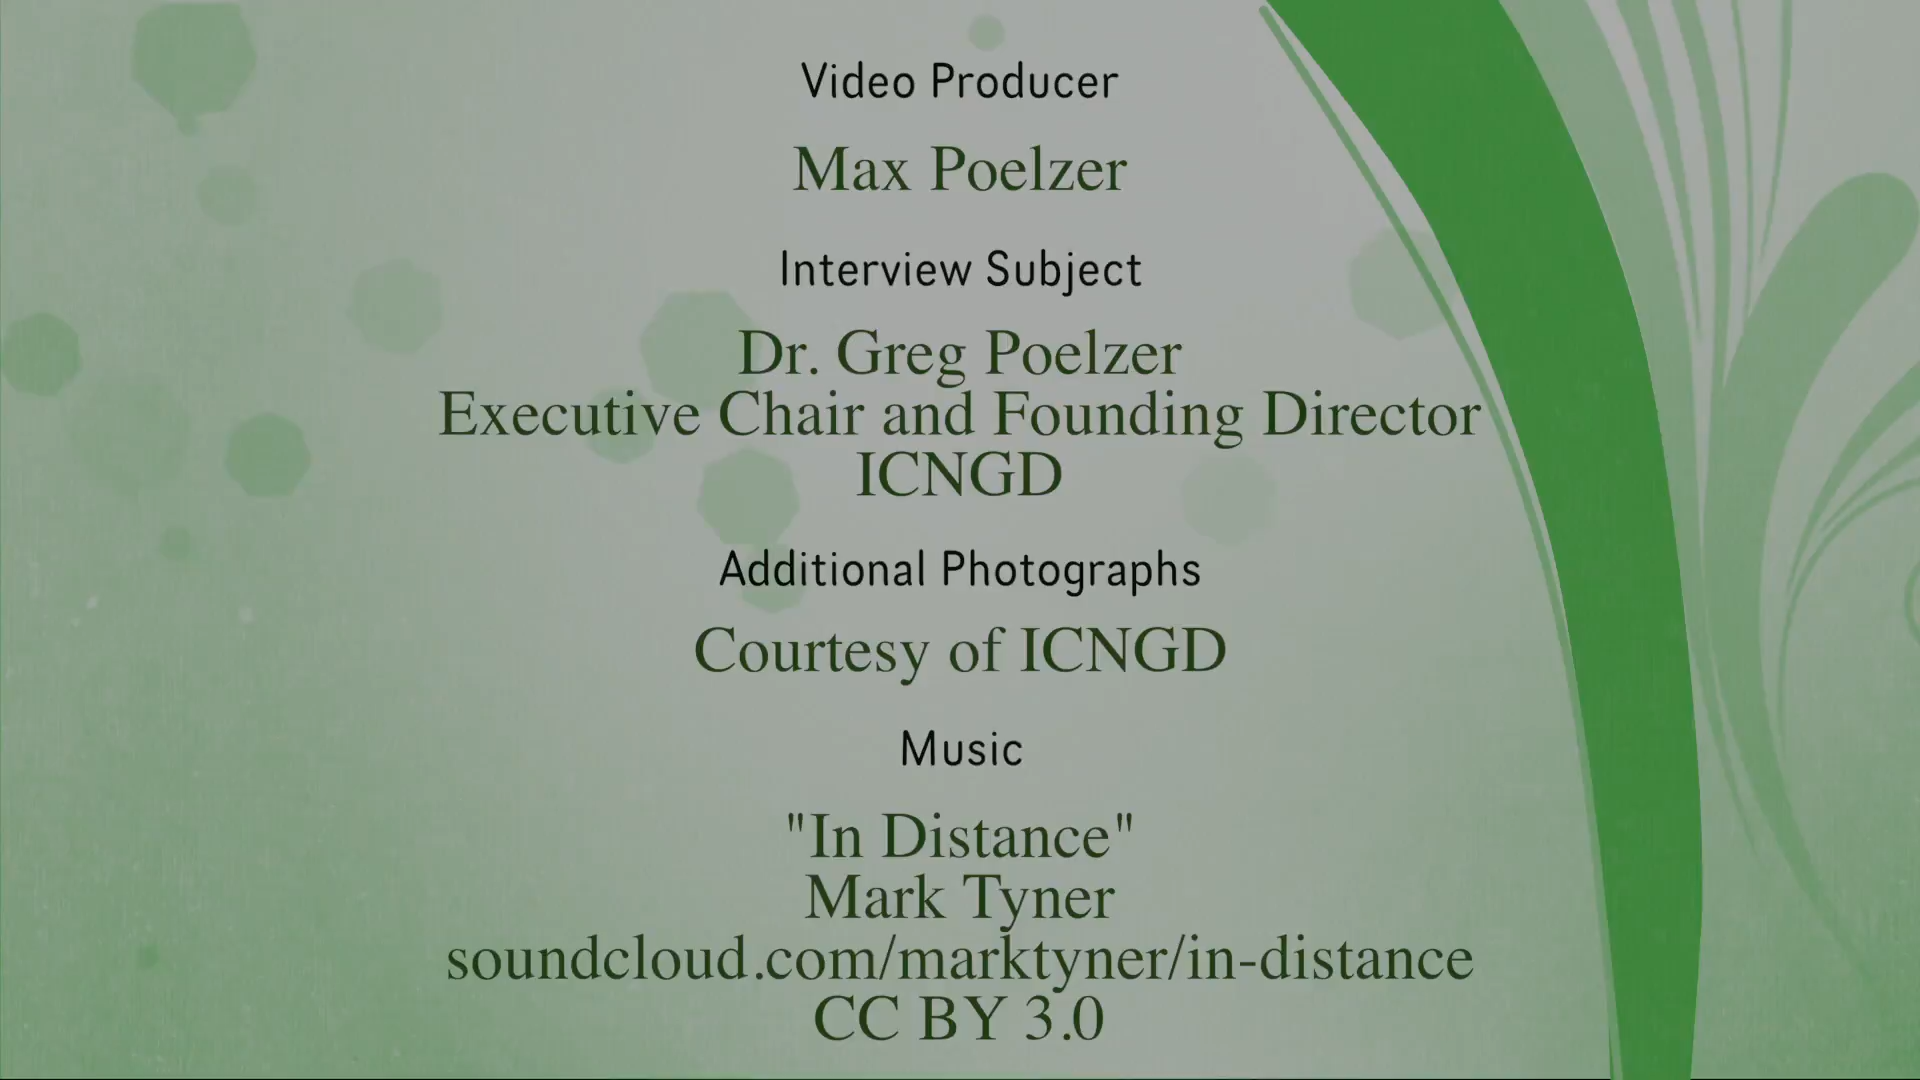 Video Producer
Max Poelzer
Interview Subject
Dr. Greg Poelzer
Executive Chair and Founding Director
ICNGD
Additional Photographs
Courtesy of ICNGD
Music
"In Distance"
Mark Tyner
soundcloud.com/marktyner/in-distance
CC BY 3.0